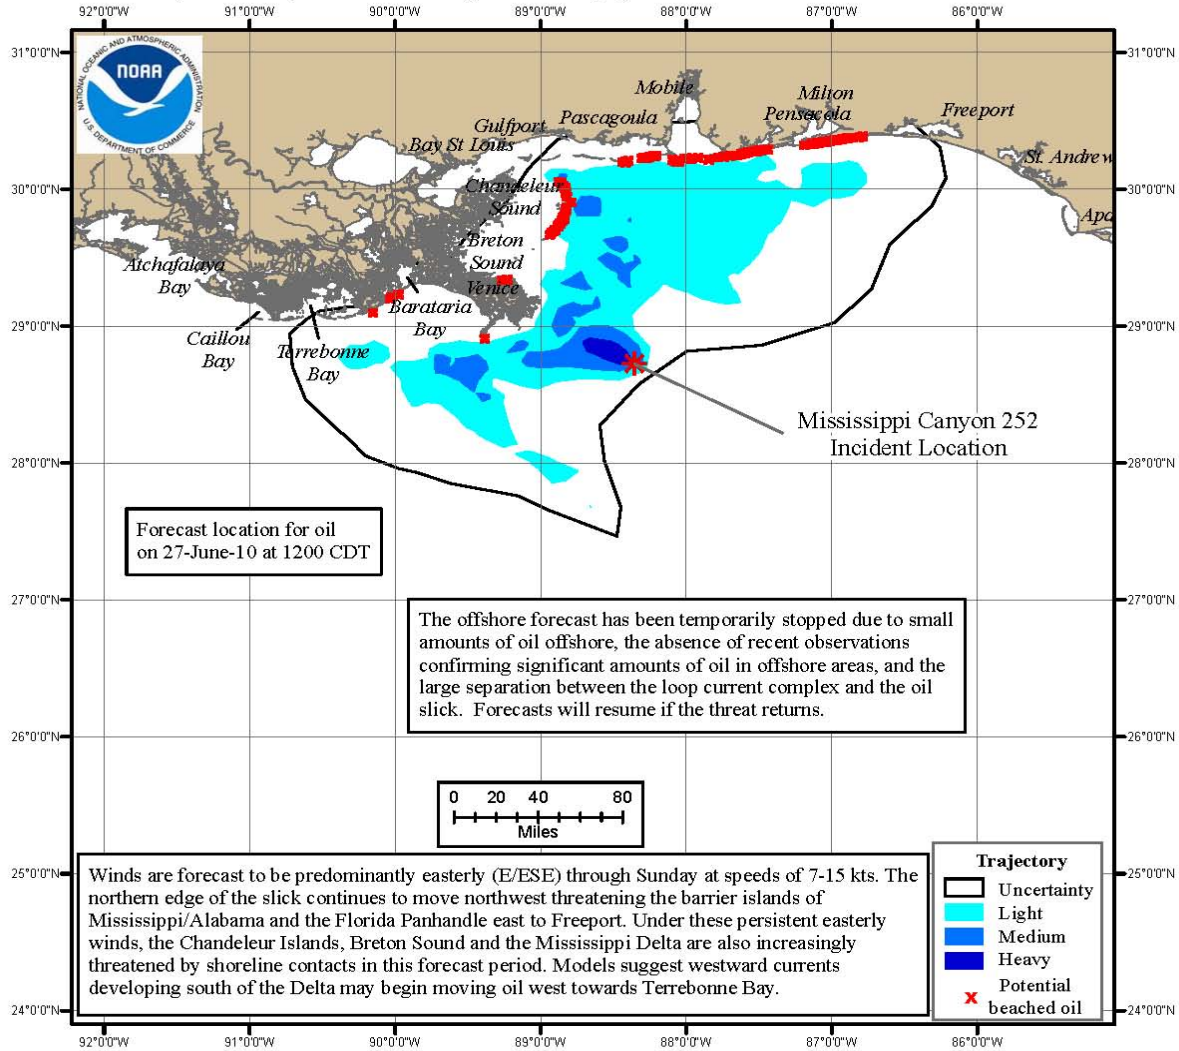 92°0'0"W 91°0'0"W 90°0'0"W 89°0'0"W 88°0'0"W 87°0'0"W 86°0'0"W
31°0'0"N
31°0'0"N
NATIONAL OCEANIC AND ATMOSPHERIC ADMINISTRATION
NOAA
U.S. DEPARTMENT OF COMMERCE
Mobile
Milton
Pensacola
Freeport
Pascagoula
Gulfport
Bay St Louis
St. Andrew
30°0'0"N
30°0'0"N
Chandeleur
Sound
Apa
Breton
Sound
Venice
Atchafalaya
Bay
Barataria
Bay
29°0'0"N
29°0'0"N
Caillou
Bay
Terrebonne
Bay
Mississippi Canyon 252
Incident Location
28°0'0"N
28°0'0"N
Forecast location for oil
on 27-June-10 at 1200 CDT
27°0'0"N
27°0'0"N
The offshore forecast has been temporarily stopped due to small
amounts of oil offshore, the absence of recent observations
confirming significant amounts of oil in offshore areas, and the
large separation between the loop current complex and the oil
slick.  Forecasts will resume if the threat returns.
26°0'0"N
26°0'0"N
0 20 40 80
Miles
25°0'0"N
25°0'0"N
Winds are forecast to be predominantly easterly (E/ESE) through Sunday at speeds of 7-15 kts. The
northern edge of the slick continues to move northwest threatening the barrier islands of
Mississippi/Alabama and the Florida Panhandle east to Freeport. Under these persistent easterly
winds, the Chandeleur Islands, Breton Sound and the Mississippi Delta are also increasingly
threatened by shoreline contacts in this forecast period. Models suggest westward currents
developing south of the Delta may begin moving oil west towards Terrebonne Bay.
Trajectory
Uncertainty
Light
Medium
Heavy
x Potential
beached oil
24°0'0"N
24°0'0"N
92°0'0"W 91°0'0"W 90°0'0"W 89°0'0"W 88°0'0"W 87°0'0"W 86°0'0"W